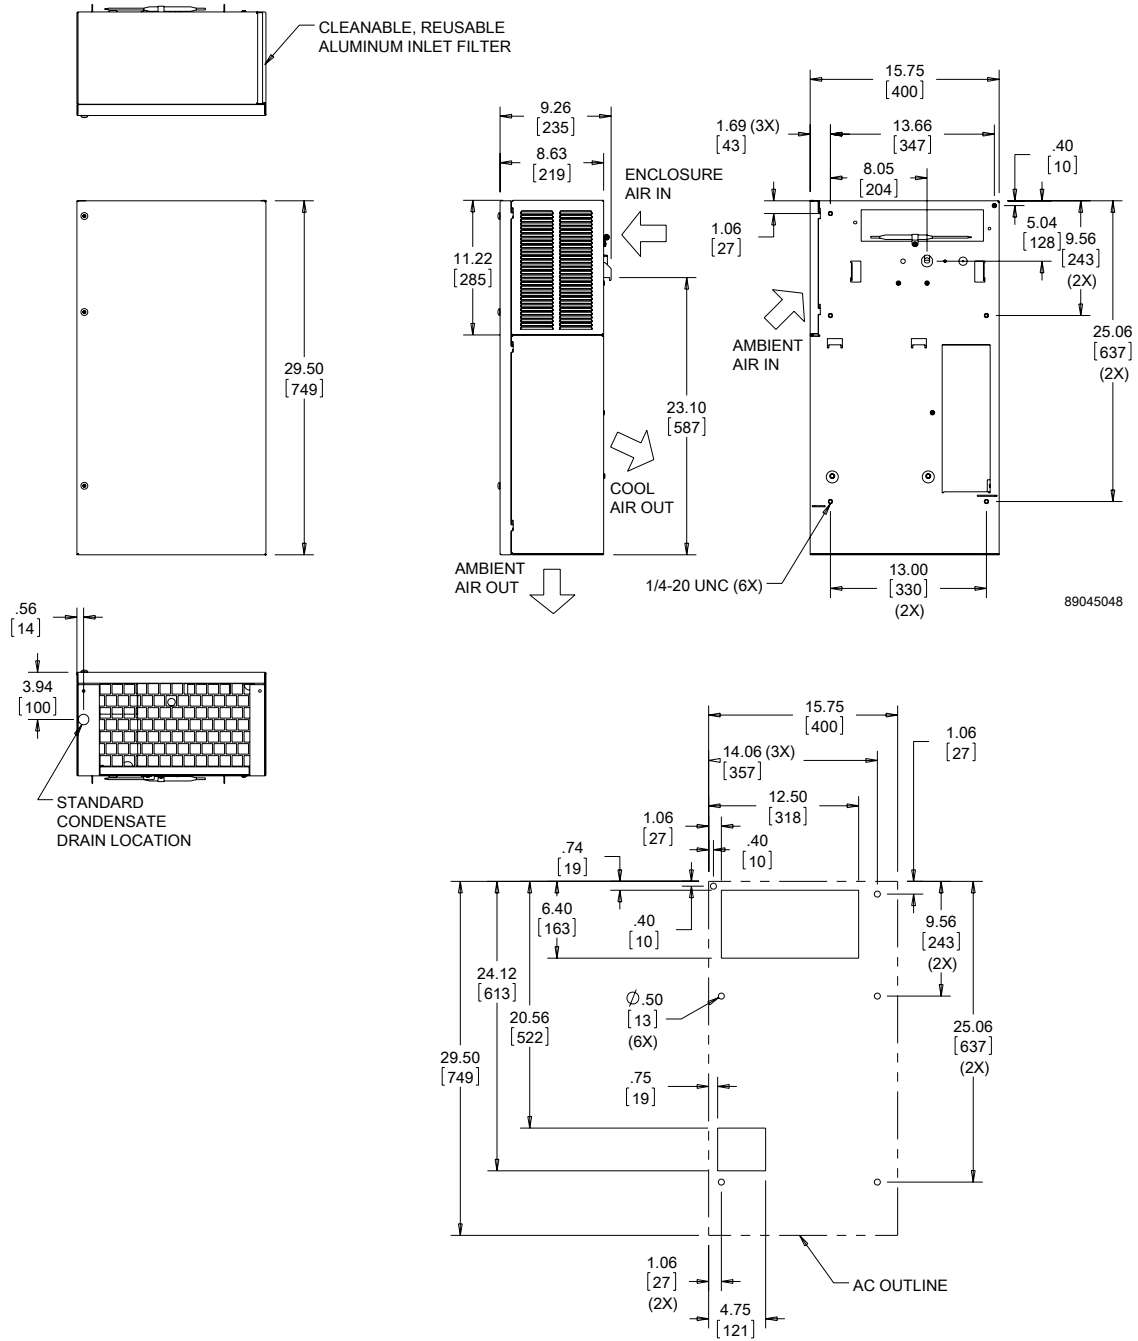 CLEANABLE, REUSABLE
ALUMINUM INLET FILTER
29.50
[749]
9.26
[235]
8.63
[219]
ENCLOSURE
AIR IN
11.22
[285]
23.10
[587]
COOL
AIR OUT
AMBIENT
AIR OUT
15.75
[400]
1.69 (3X)
[43]
13.66
[347]
.40
[10]
8.05
[204]
1.06
[27]
5.04
[128]
9.56
[243]
(2X)
AMBIENT
AIR IN
25.06
[637]
(2X)
1/4-20 UNC (6X)
13.00
[330]
(2X)
89045048
.56
[14]
3.94
[100]
STANDARD
CONDENSATE
DRAIN LOCATION
15.75
[400]
1.06
[27]
14.06 (3X)
[357]
12.50
[318]
1.06
[27]
.40
[10]
.74
[19]
6.40
[163]
.40
[10]
9.56
[243]
(2X)
24.12
[613]
∅.50
[13]
(6X)
20.56
[522]
25.06
[637]
(2X)
29.50
[749]
.75
[19]
1.06
[27]
(2X)
4.75
[121]
AC OUTLINE